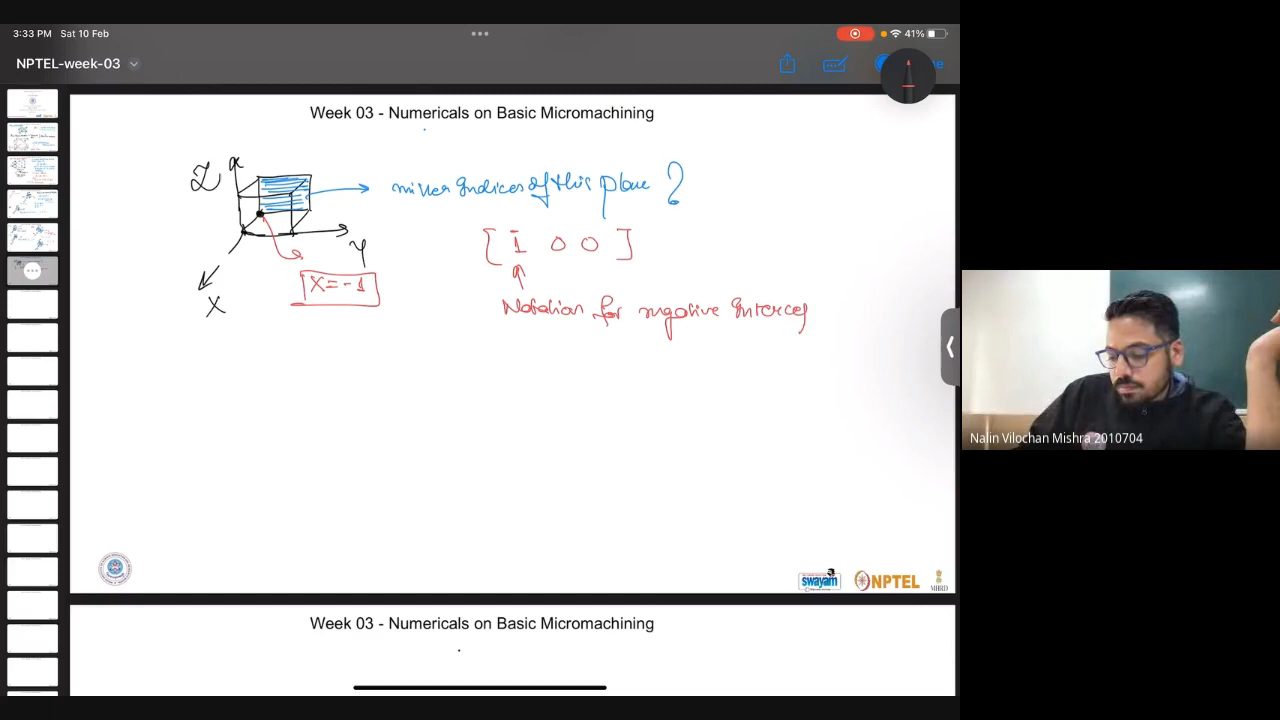 3:33 PM Sat 10 Feb
41%
NPTEL-week-03
Week 03 - Numericals on Basic Micromachining
Z
miller Indices of this plane ?
Y
[ 1̄ 0 0 ]
X = -1
X
Notation for negative Intercep
Nalin Vilochan Mishra 2010704
swayam
NPTEL
MHRD
Week 03 - Numericals on Basic Micromachining